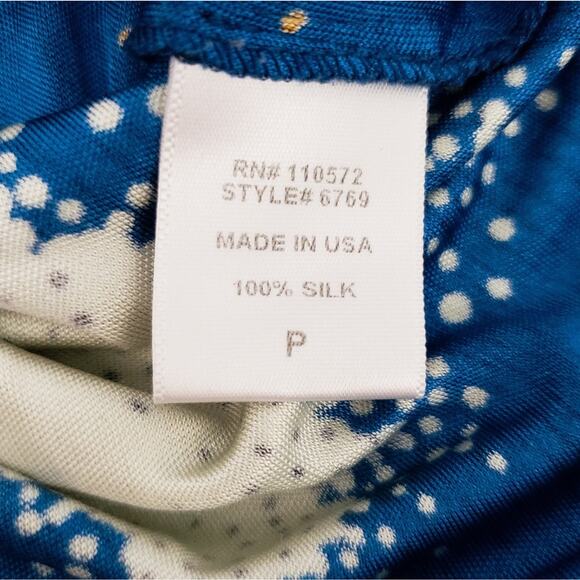 RN# 110572
STYLE# 6769
MADE IN USA
100% SILK
P